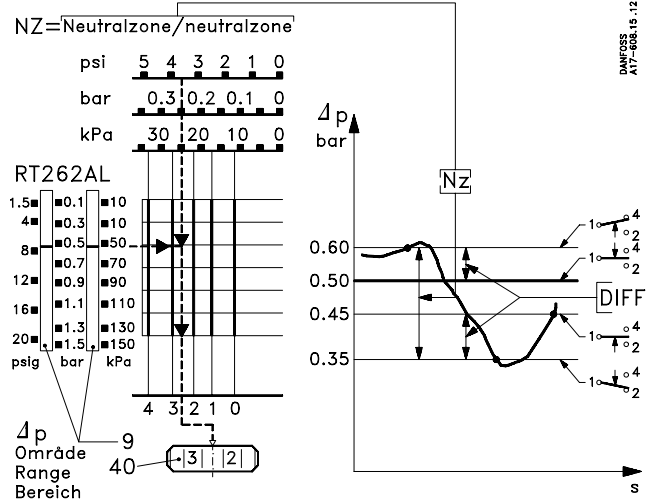 NZ=Neutralzone/neutralzone
DANFOSS
A17-608.15.12
psi 5 4 3 2 1 0
bar 0.3 0.2 0.1 0
kPa 30 20 10 0
Δp
bar
RT262AL
Nz
1.5 0.1 10
4 0.3 10
8 0.5 50
0.7 70
12 0.9 90
16 1.1 110
1.3 130
20 1.5 150
psig bar kPa
4 3 2 1 0
0.60
0.50
0.45
0.35
DIFF
1 4 2
1 4 2
1 4 2
1 4 2
Δp
Område
Range
Bereich
9
40
3 2
s